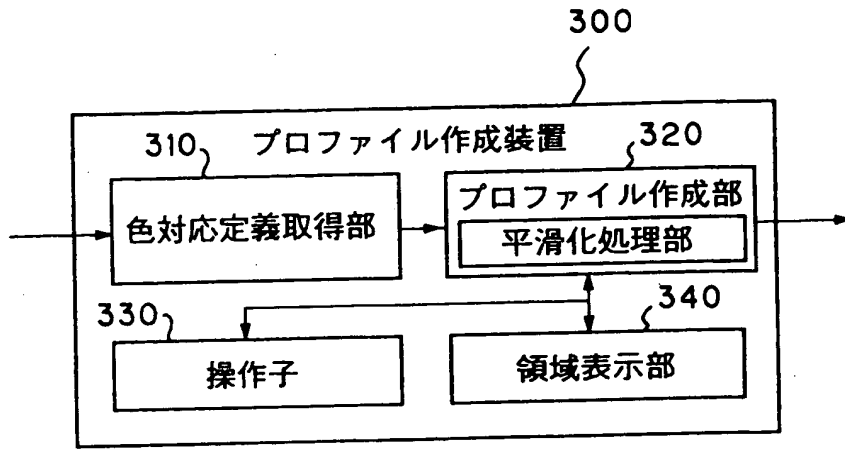 300
プロファイル作成装置
310
320
色対応定義取得部
プロファイル作成部
平滑化処理部
330
340
操作子
領域表示部